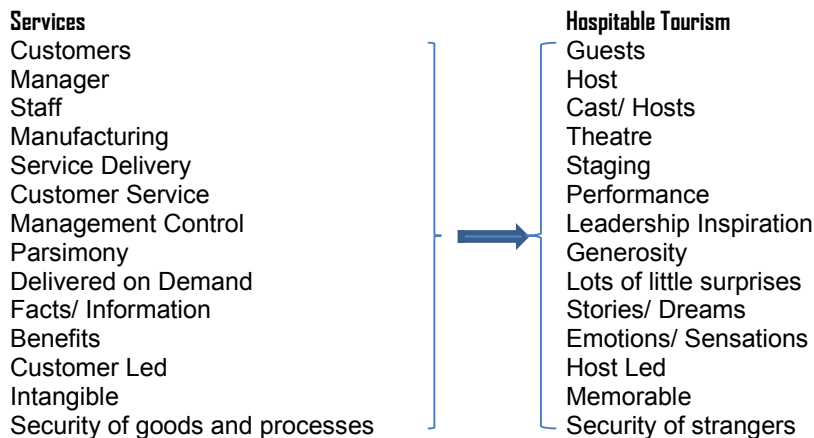 Services
Customers
Manager
Staff
Manufacturing
Service Delivery
Customer Service
Management Control
Parsimony
Delivered on Demand
Facts/ Information
Benefits
Customer Led
Intangible
Security of goods and processes
Hospitable Tourism
Guests
Host
Cast/ Hosts
Theatre
Staging
Performance
Leadership Inspiration
Generosity
Lots of little surprises
Stories/ Dreams
Emotions/ Sensations
Host Led
Memorable
Security of strangers